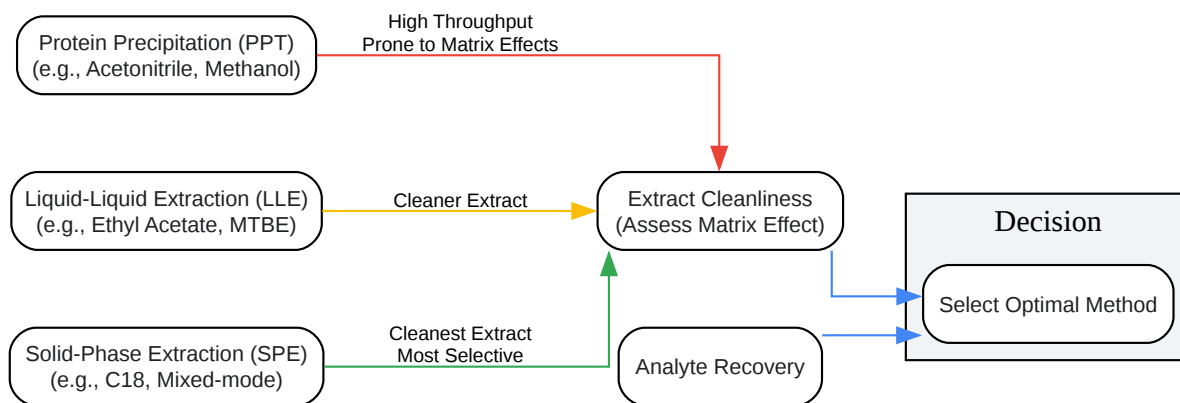 Protein Precipitation (PPT)
(e.g., Acetonitrile, Methanol)
High Throughput
Prone to Matrix Effects
Liquid-Liquid Extraction (LLE)
(e.g., Ethyl Acetate, MTBE)
Cleaner Extract
Extract Cleanliness
(Assess Matrix Effect)
Decision
Select Optimal Method
Solid-Phase Extraction (SPE)
(e.g., C18, Mixed-mode)
Cleanest Extract
Most Selective
Analyte Recovery